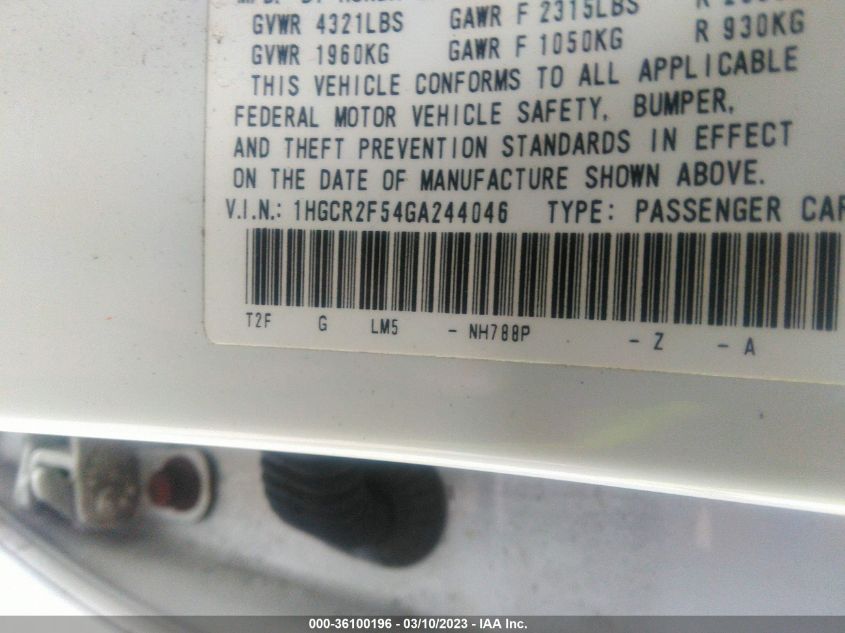 GVWR 4321LBS GAWR F 2315LBS R
GVWR 1960KG GAWR F 1050KG R 930KG
THIS VEHICLE CONFORMS TO ALL APPLICABLE
FEDERAL MOTOR VEHICLE SAFETY, BUMPER,
AND THEFT PREVENTION STANDARDS IN EFFECT
ON THE DATE OF MANUFACTURE SHOWN ABOVE.
V.I.N.: 1HGCR2F54GA244046 TYPE: PASSENGER CAR
T2F G LM5 - NH788P - Z - A
000-36100196 - 03/10/2023 - IAA Inc.